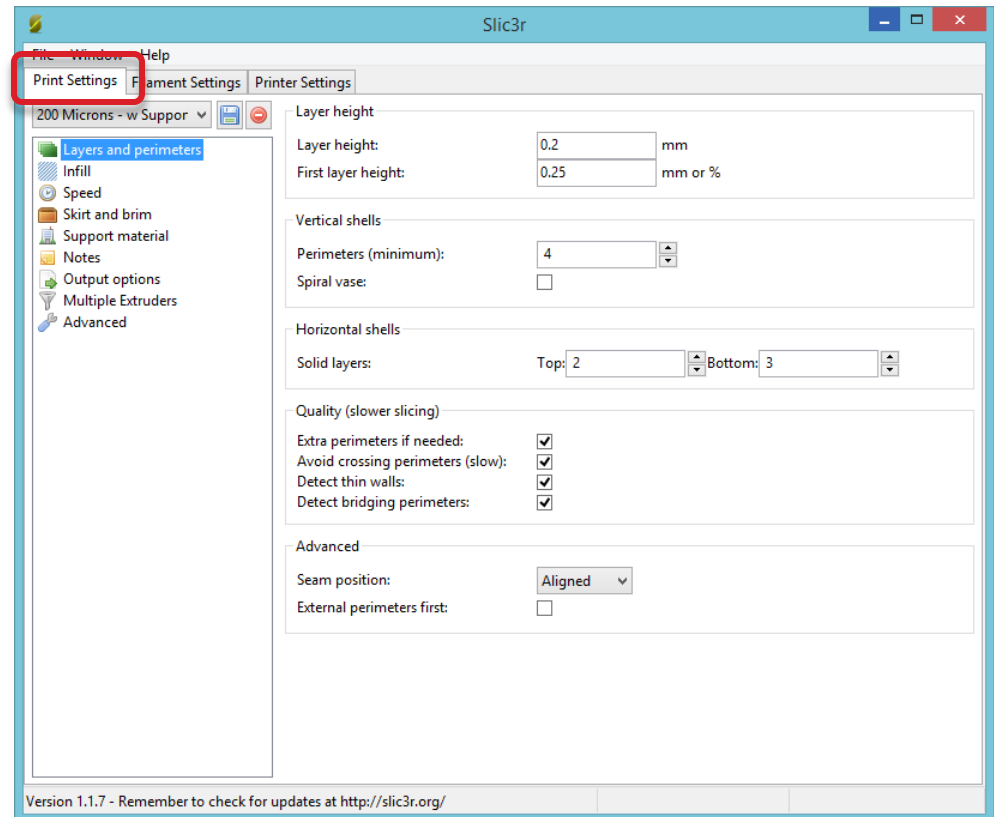 Slic3r
File Window Help
Print Settings Filament Settings Printer Settings
200 Microns - w Suppor
Layers and perimeters
Infill
Speed
Skirt and brim
Support material
Notes
Output options
Multiple Extruders
Advanced
Layer height
Layer height: 0.2 mm
First layer height: 0.25 mm or %
Vertical shells
Perimeters (minimum): 4
Spiral vase:
Horizontal shells
Solid layers: Top: 2 Bottom: 3
Quality (slower slicing)
Extra perimeters if needed:
Avoid crossing perimeters (slow):
Detect thin walls:
Detect bridging perimeters:
Advanced
Seam position: Aligned
External perimeters first:
Version 1.1.7 - Remember to check for updates at http://slic3r.org/